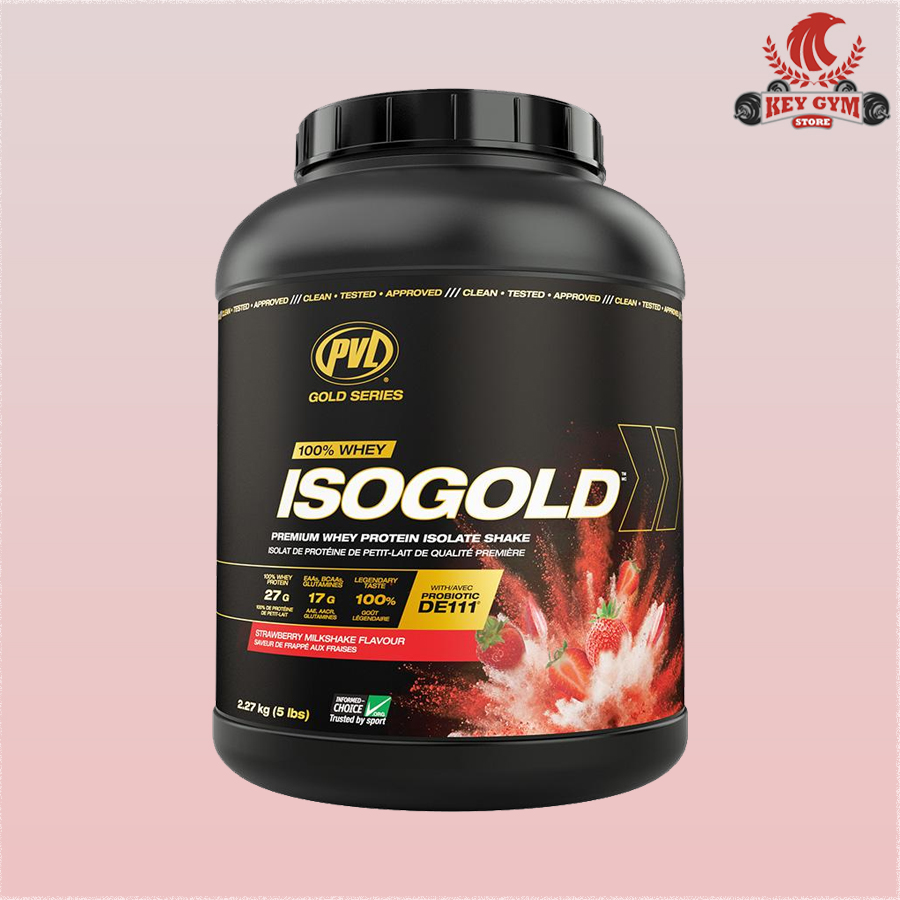 KEY GYM
STORE
CLEAN • TESTED • APPROVED /// CLEAN • TESTED • APPROVED /// CLEAN • TESTED • APPROVED /// CLEAN • TESTED • APPROVED
PVL®
GOLD SERIES
100% WHEY
ISOGOLD™
PREMIUM WHEY PROTEIN ISOLATE SHAKE
ISOLAT DE PROTÉINE DE PETIT-LAIT DE QUALITÉ PREMIÈRE
100% WHEY
PROTEIN
27 G
100% DE PROTÉINE
DE PETIT-LAIT
EAAs, BCAAs,
GLUTAMINES
17 G
AAE, AACR,
GLUTAMINES
LEGENDARY
TASTE
100%
GOÛT
LÉGENDAIRE
WITH/AVEC
PROBIOTIC
DE111®
STRAWBERRY MILKSHAKE FLAVOUR
SAVEUR DE FRAPPÉ AUX FRAISES
2.27 kg (5 lbs)
INFORMED-
CHOICE
.ORG
Trusted by sport